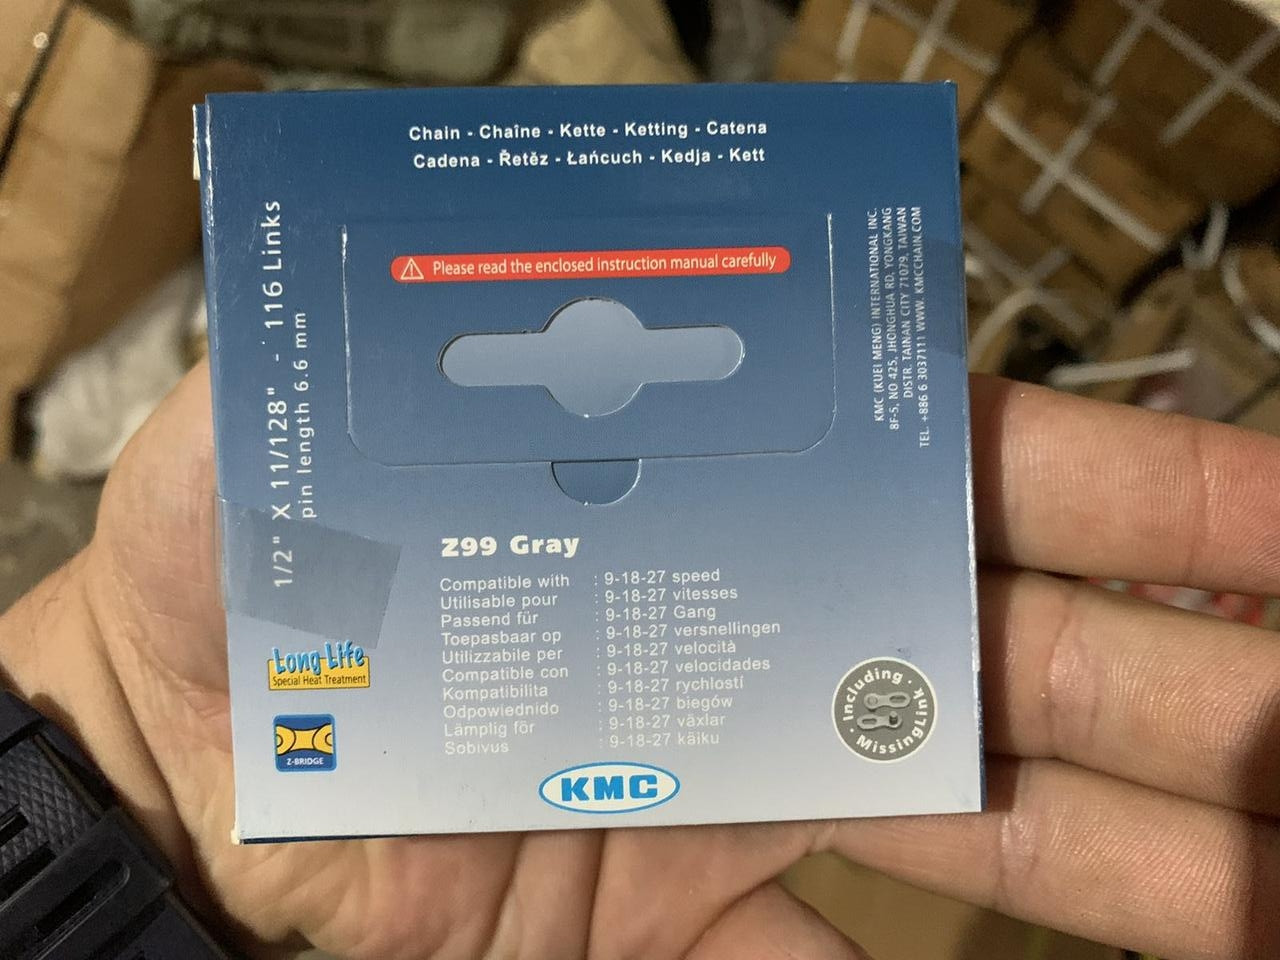 Chain - Chaîne - Kette - Ketting - Catena
Cadena - Řetěz - Łańcuch - Kedja - Kett
1/2" X 11/128" - 116 Links
pin length 6.6 mm
Please read the enclosed instruction manual carefully
KMC (KUEI MENG) INTERNATIONAL INC.
8F-5, NO 425, JHONGHUA RD, YONGKANG
DISTR. TAINAN CITY 71079, TAIWAN
TEL. +886 6 3037111 WWW. KMCCHAIN.COM
Z99 Gray
Compatible with : 9-18-27 speed
Utilisable pour : 9-18-27 vitesses
Passend für : 9-18-27 Gang
Toepasbaar op : 9-18-27 versnellingen
Utilizzabile per : 9-18-27 velocità
Compatible con : 9-18-27 velocidades
Kompatibilita : 9-18-27 rychlostí
Odpowiednido : 9-18-27 biegów
Lämplig för : 9-18-27 växlar
Sobivus : 9-18-27 käiku
Long Life
Special Heat Treatment
Z-BRIDGE
· Including ·
MissingLink
KMC